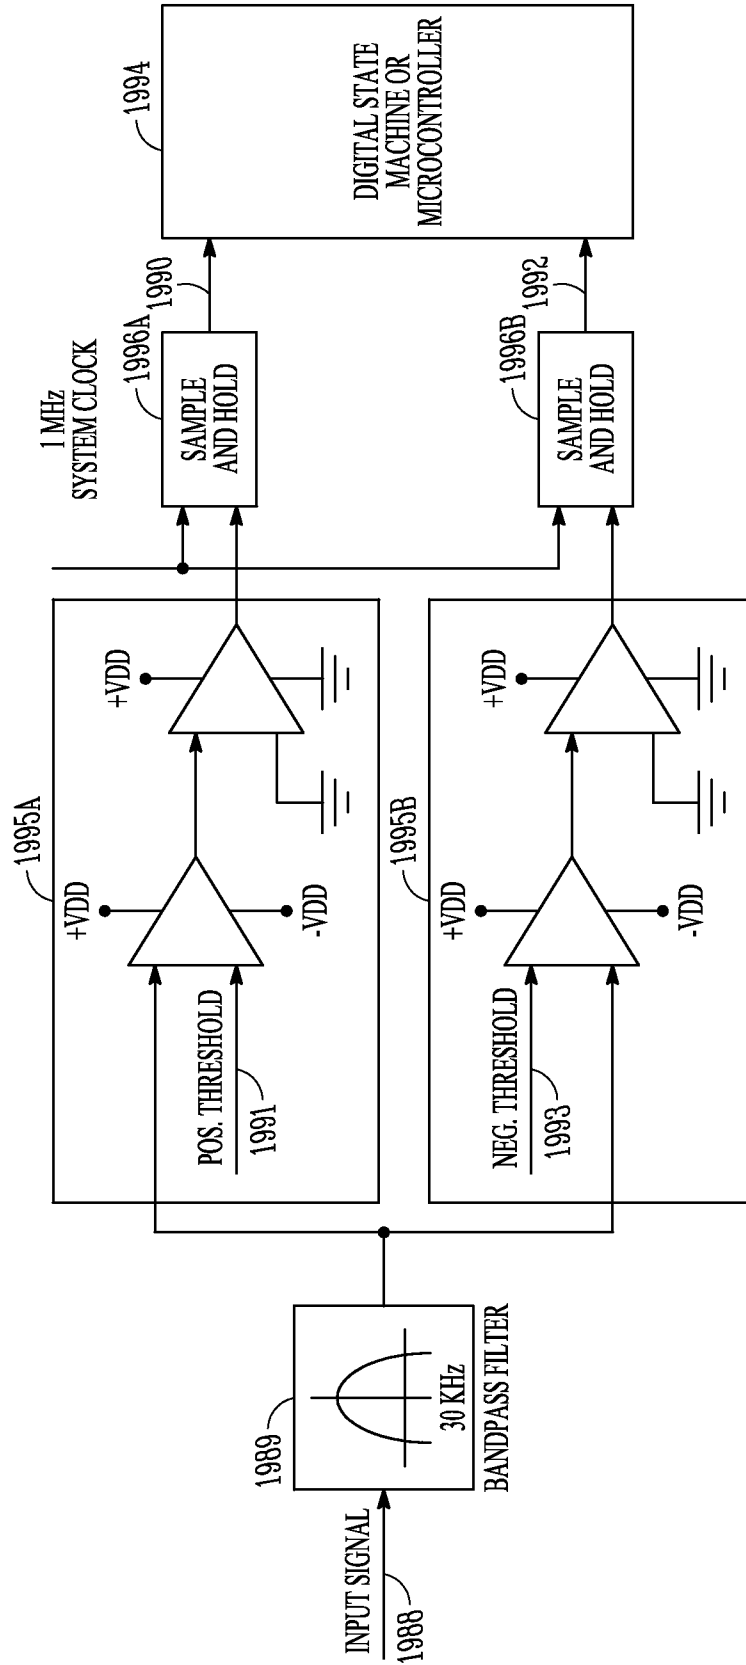 INPUT SIGNAL
1988
1989
30 KHz
BANDPASS FILTER
1995A
+VDD
-VDD
POS. THRESHOLD
1991
+VDD
1995B
+VDD
-VDD
NEG. THRESHOLD
1993
+VDD
1 MHz
SYSTEM CLOCK
1996A
SAMPLE
AND HOLD
1990
1996B
SAMPLE
AND HOLD
1992
1994
DIGITAL STATE
MACHINE OR
MICROCONTROLLER